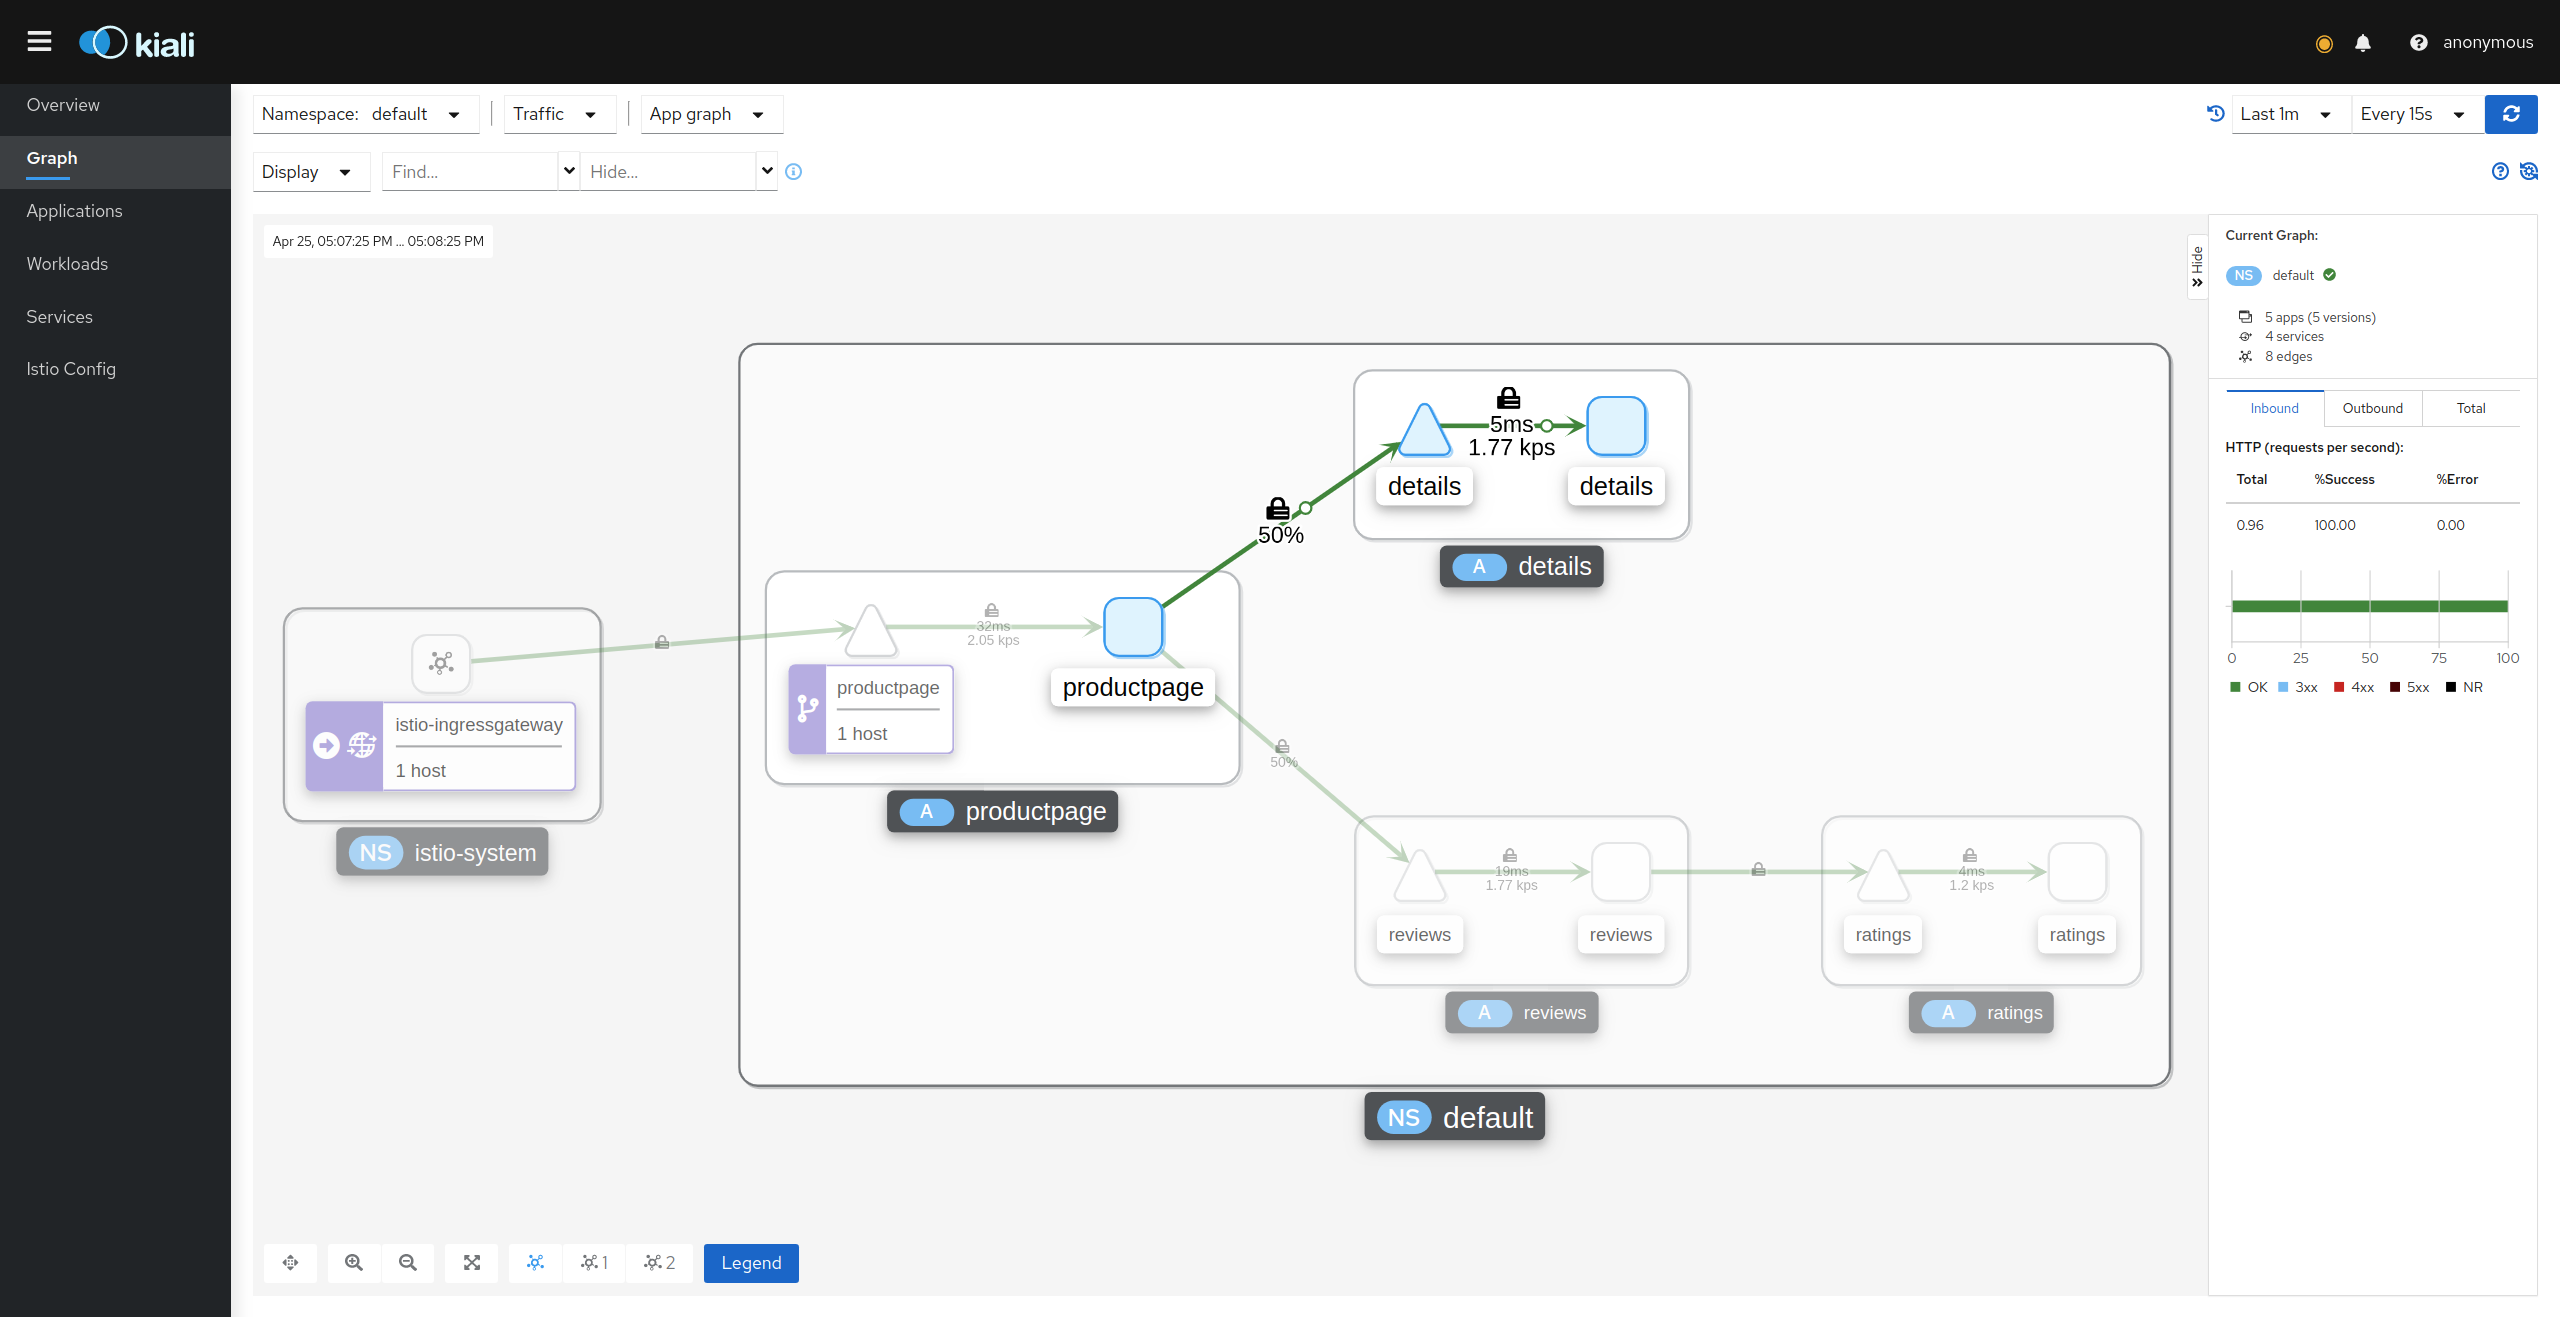 kiali
anonymous
Overview
Graph
Applications
Workloads
Services
Istio Config
Namespace: default
Traffic
App graph
Last 1m
Every 15s
Display
Find...
Hide...
Apr 25, 05:07:25 PM ... 05:08:25 PM
Hide
5ms
1.77 kps
details
details
A details
50%
32ms
2.05 kps
productpage
1 host
productpage
A productpage
istio-ingressgateway
1 host
NS istio-system
50%
19ms
1.77 kps
reviews
reviews
A reviews
4ms
1.2 kps
ratings
ratings
A ratings
NS default
1
2
Legend
Current Graph:
NS default
5 apps (5 versions)
4 services
8 edges
Inbound
Outbound
Total
HTTP (requests per second):
Total %Success %Error
0.96 100.00 0.00
0 25 50 75 100
OK 3xx 4xx 5xx NR